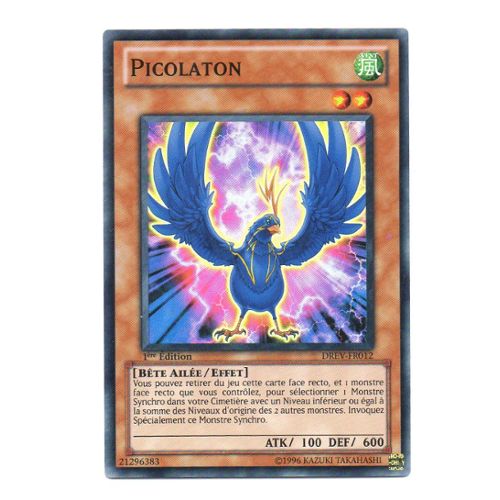 PICOLATON
VENT
風
1ère Édition
DREV-FR012
[BÊTE AILÉE / EFFET]
Vous pouvez retirer du jeu cette carte face recto, et 1 monstre
face recto que vous contrôlez, pour sélectionner 1 Monstre
Synchro dans votre Cimetière avec un Niveau inférieur ou égal à
la somme des Niveaux d'origine des 2 autres monstres. Invoquez
Spécialement ce Monstre Synchro.
ATK/ 100 DEF/ 600
21296383
©1996 KAZUKI TAKAHASHI